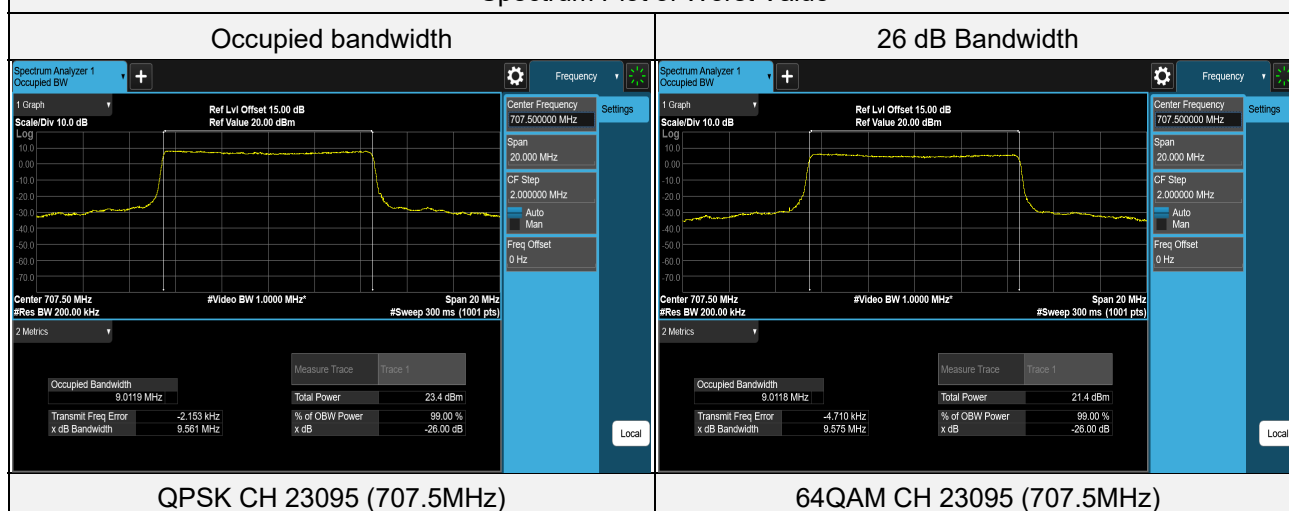 Occupied bandwidth
26 dB Bandwidth
Spectrum Analyzer 1
Occupied BW
+
Frequency
1 Graph
Ref Lvl Offset 15.00 dB
Scale/Div 10.0 dB
Ref Value 20.00 dBm
Log
10.0
0.00
-10.0
-20.0
-30.0
-40.0
-50.0
-60.0
-70.0
Center 707.50 MHz
#Video BW 1.0000 MHz*
Span 20 MHz
#Res BW 200.00 kHz
#Sweep 300 ms (1001 pts)
Center Frequency
707.500000 MHz
Settings
Span
20.000 MHz
CF Step
2.000000 MHz
Auto
Man
Freq Offset
0 Hz
Local
2 Metrics
Measure Trace Trace 1
Occupied Bandwidth
9.0119 MHz
Total Power 23.4 dBm
Transmit Freq Error -2.153 kHz
% of OBW Power 99.00 %
x dB Bandwidth 9.561 MHz
x dB -26.00 dB
Spectrum Analyzer 1
Occupied BW
+
Frequency
1 Graph
Ref Lvl Offset 15.00 dB
Scale/Div 10.0 dB
Ref Value 20.00 dBm
Log
10.0
0.00
-10.0
-20.0
-30.0
-40.0
-50.0
-60.0
-70.0
Center 707.50 MHz
#Video BW 1.0000 MHz*
Span 20 MHz
#Res BW 200.00 kHz
#Sweep 300 ms (1001 pts)
Center Frequency
707.500000 MHz
Settings
Span
20.000 MHz
CF Step
2.000000 MHz
Auto
Man
Freq Offset
0 Hz
Local
2 Metrics
Measure Trace Trace 1
Occupied Bandwidth
9.0118 MHz
Total Power 21.4 dBm
Transmit Freq Error -4.710 kHz
% of OBW Power 99.00 %
x dB Bandwidth 9.575 MHz
x dB -26.00 dB
QPSK CH 23095 (707.5MHz)
64QAM CH 23095 (707.5MHz)